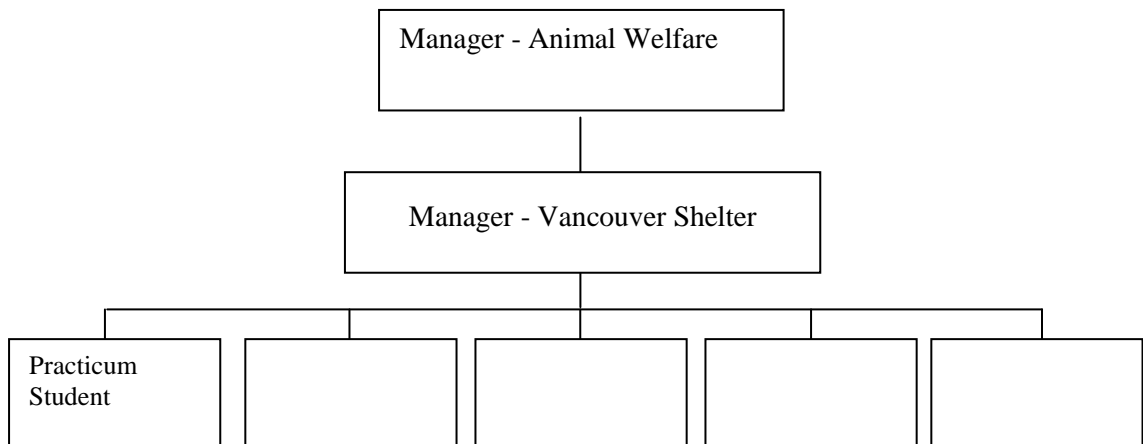 Manager - Animal Welfare
Manager - Vancouver Shelter
Practicum
Student